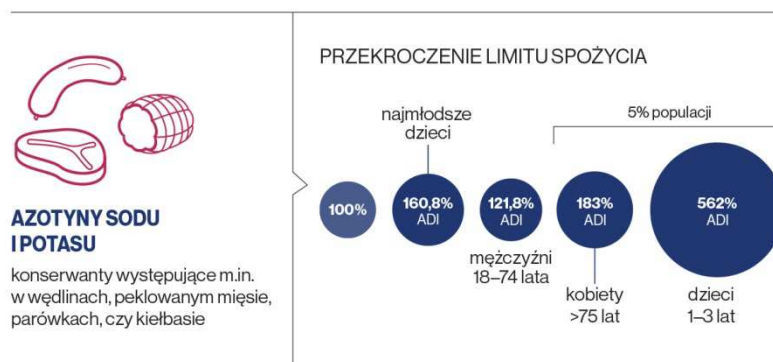 PRZEKROCZENIE LIMITU SPOŻYCIA
najmłodsze
dzieci
5% populacji
100%
160,8%
ADI
121,8%
ADI
183%
ADI
562%
ADI
mężczyźni
18–74 lata
kobiety
>75 lat
dzieci
1–3 lat
AZOTYNY SODU
I POTASU
konserwanty występujące m.in.
w wędlinach, peklowanym mięsie,
parówkach, czy kiełbasie